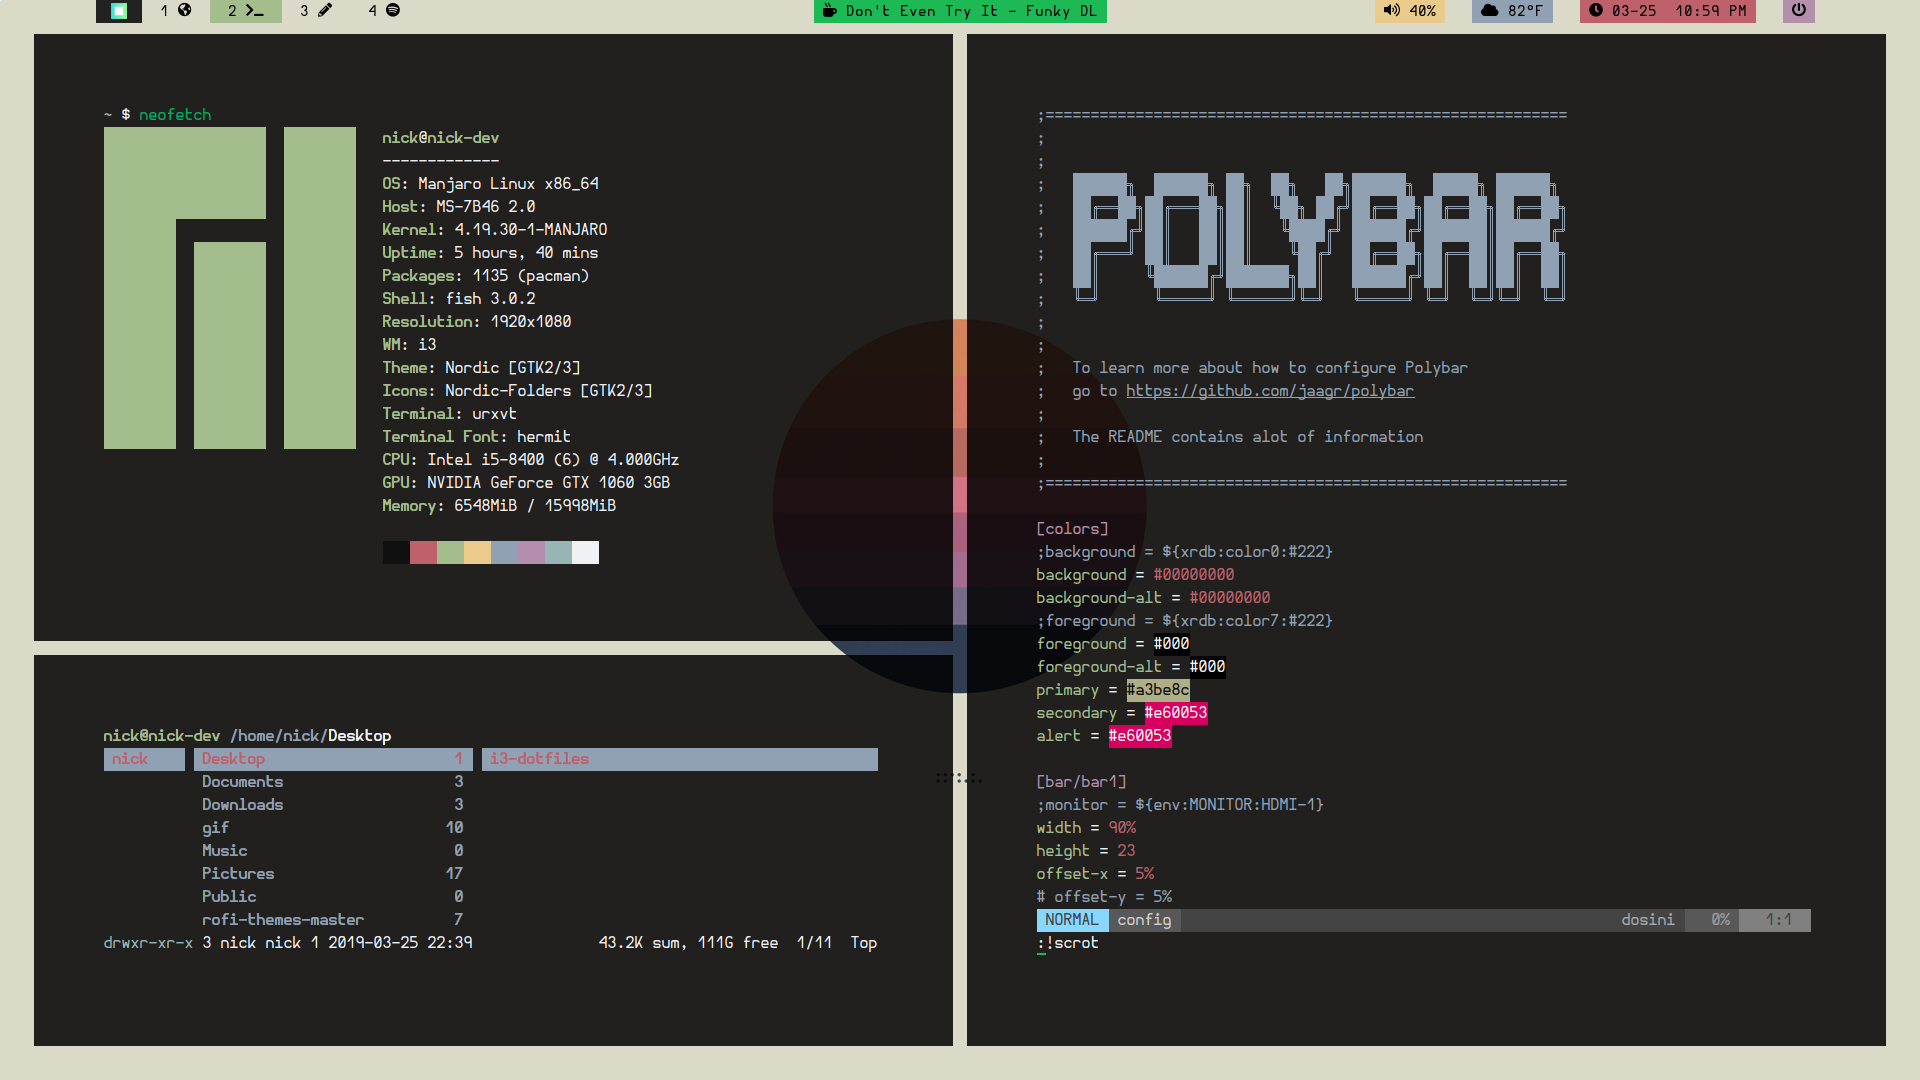 1 2 3 4
Don't Even Try It - Funky DL
40%
82°F
03-25 10:59 PM
~ $ neofetch
nick@nick-dev
-------------
OS: Manjaro Linux x86_64
Host: MS-7B46 2.0
Kernel: 4.19.30-1-MANJARO
Uptime: 5 hours, 40 mins
Packages: 1135 (pacman)
Shell: fish 3.0.2
Resolution: 1920x1080
WM: i3
Theme: Nordic [GTK2/3]
Icons: Nordic-Folders [GTK2/3]
Terminal: urxvt
Terminal Font: hermit
CPU: Intel i5-8400 (6) @ 4.000GHz
GPU: NVIDIA GeForce GTX 1060 3GB
Memory: 6548MiB / 15998MiB
nick@nick-dev /home/nick/Desktop
nick Desktop 1 i3-dotfiles
Documents 3
Downloads 3
gif 10
Music 0
Pictures 17
Public 0
rofi-themes-master 7
drwxr-xr-x 3 nick nick 1 2019-03-25 22:39 43.2K sum, 111G free 1/11 Top
;==========================================================
;
;
; POLYBAR
;
;
;
;
;
;
;
; To learn more about how to configure Polybar
; go to https://github.com/jaagr/polybar
;
; The README contains alot of information
;
;==========================================================
[colors]
;background = ${xrdb:color0:#222}
background = #00000000
background-alt = #00000000
;foreground = ${xrdb:color7:#222}
foreground = #000
foreground-alt = #000
primary = #a3be8c
secondary = #e60053
alert = #e60053
[bar/bar1]
;monitor = ${env:MONITOR:HDMI-1}
width = 90%
height = 23
offset-x = 5%
# offset-y = 5%
NORMAL config dosini 0% 1:1
:!scrot